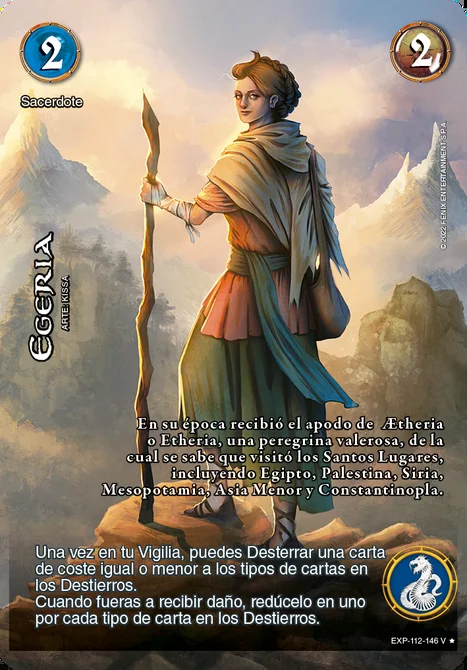 2
2
Sacerdote
© 2022 FENIX ENTERTAINMENT S.P.A
EGERIA
ARTE: KISSA
En su época recibió el apodo de Ætheria
o Etheria, una peregrina valerosa, de la
cual se sabe que visitó los Santos Lugares,
incluyendo Egipto, Palestina, Siria,
Mesopotamia, Asia Menor y Constantinopla.
Una vez en tu Vigilia, puedes Desterrar una carta
de coste igual o menor a los tipos de cartas en
los Destierros.
Cuando fueras a recibir daño, redúcelo en uno
por cada tipo de carta en los Destierros.
EXP-112-146 V ★